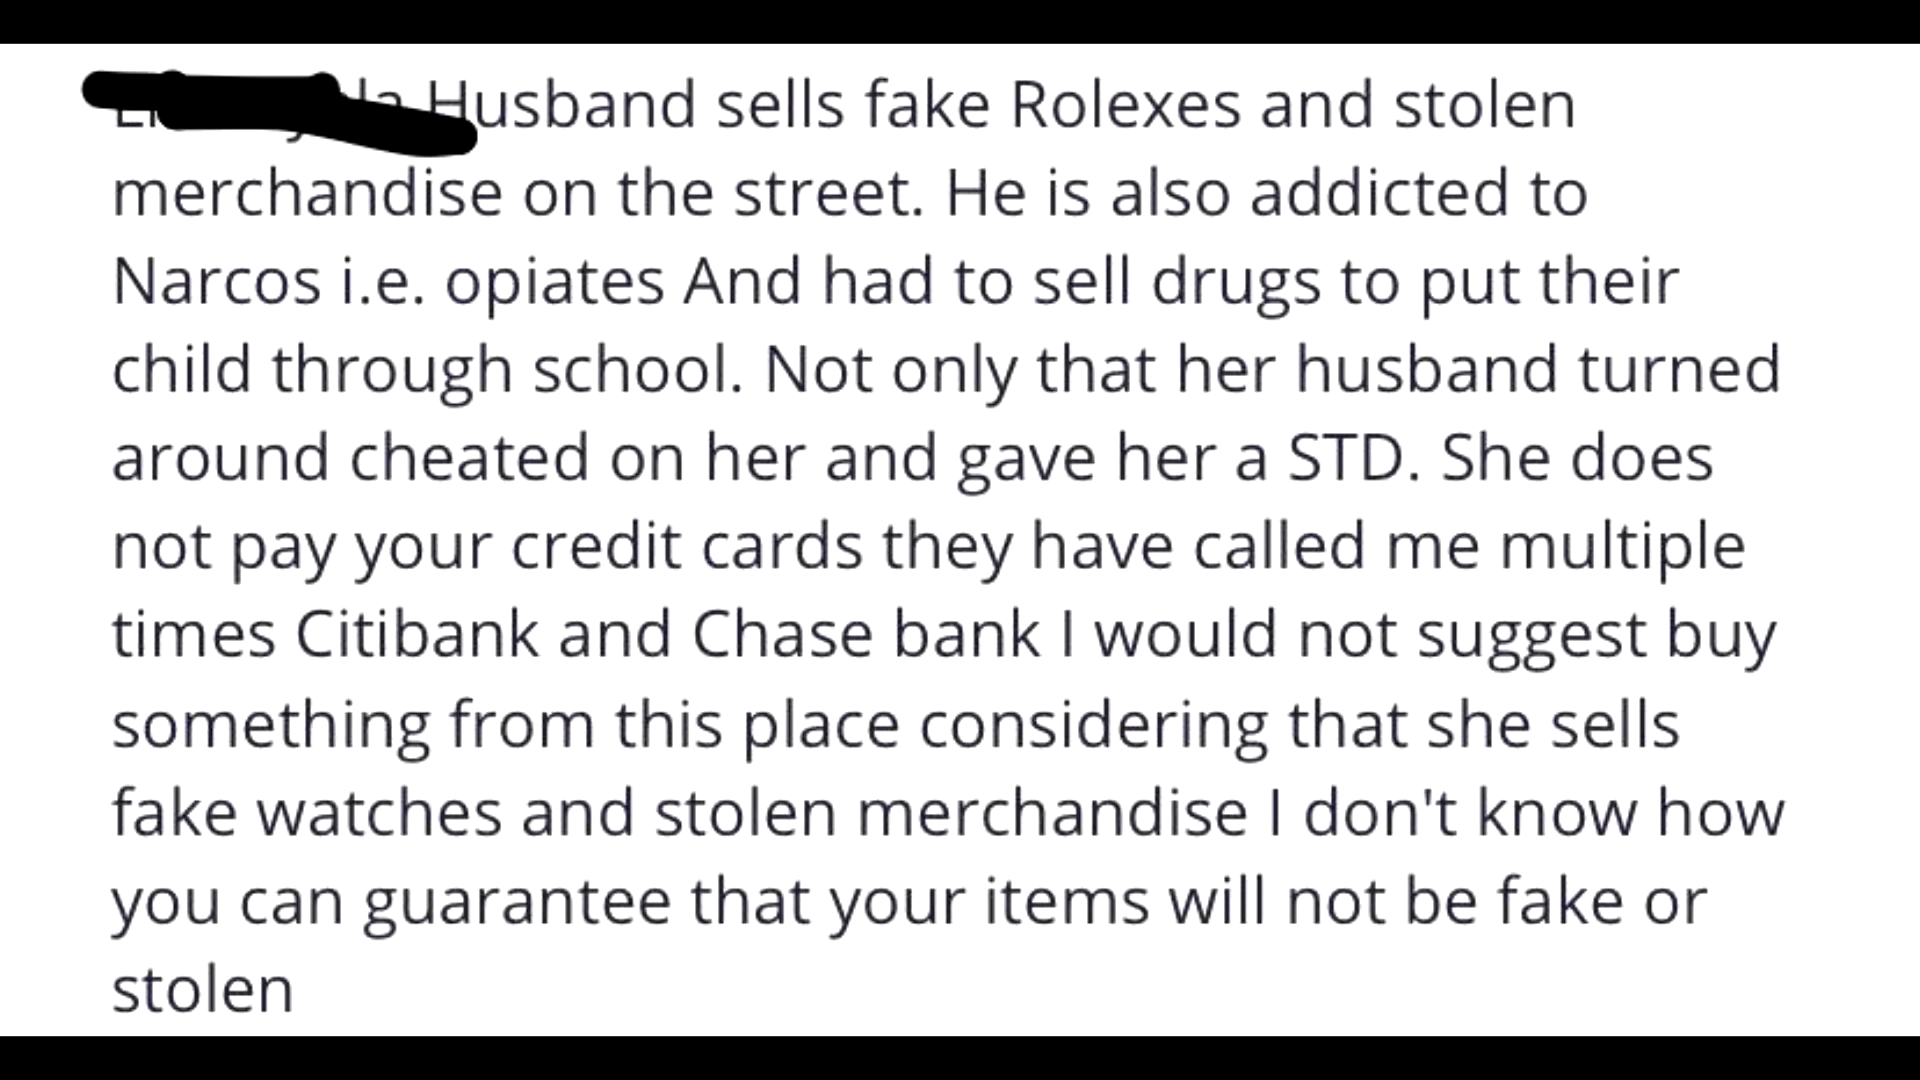 Husband sells fake Rolexes and stolen
merchandise on the street. He is also addicted to
Narcos i.e. opiates And had to sell drugs to put their
child through school. Not only that her husband turned
around cheated on her and gave her a STD. She does
not pay your credit cards they have called me multiple
times Citibank and Chase bank I would not suggest buy
something from this place considering that she sells
fake watches and stolen merchandise I don't know how
you can guarantee that your items will not be fake or
stolen